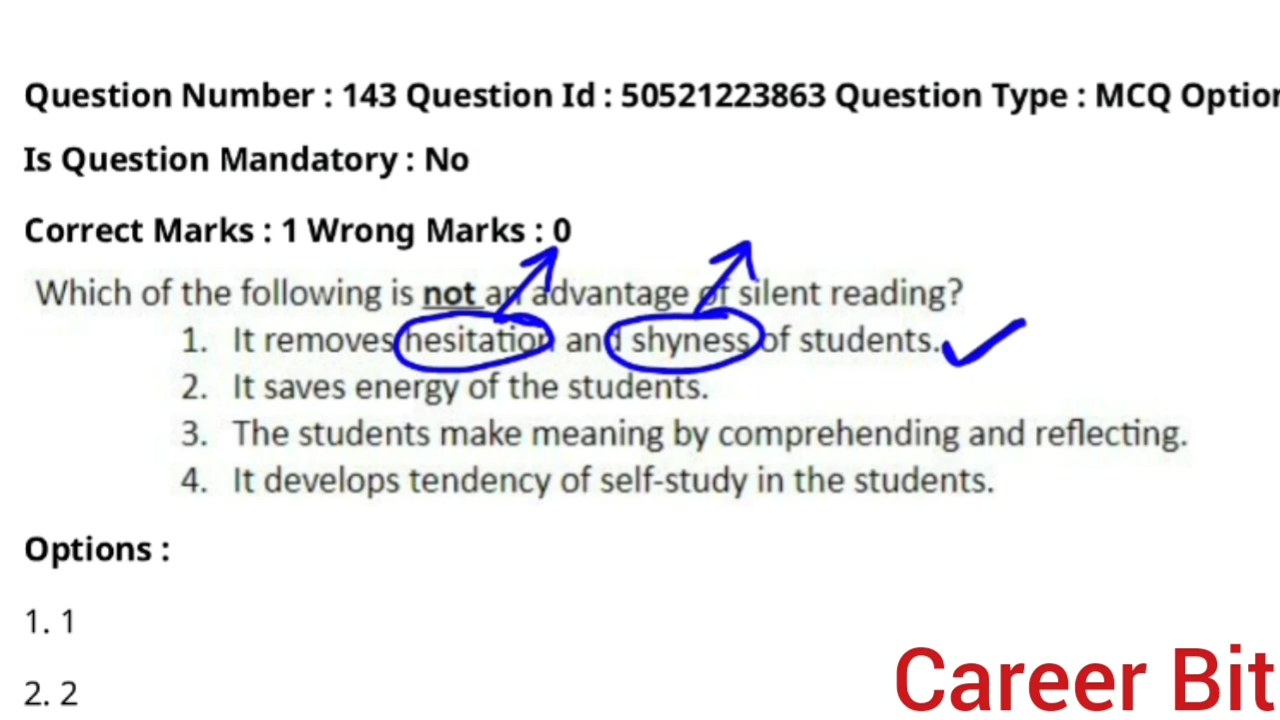 Question Number : 143 Question Id : 50521223863 Question Type : MCQ Option
Is Question Mandatory : No
Correct Marks : 1 Wrong Marks : 0
Which of the following is not an advantage of silent reading?
1. It removes hesitation and shyness of students.
2. It saves energy of the students.
3. The students make meaning by comprehending and reflecting.
4. It develops tendency of self-study in the students.
Options :
1. 1
2. 2
Career Bit